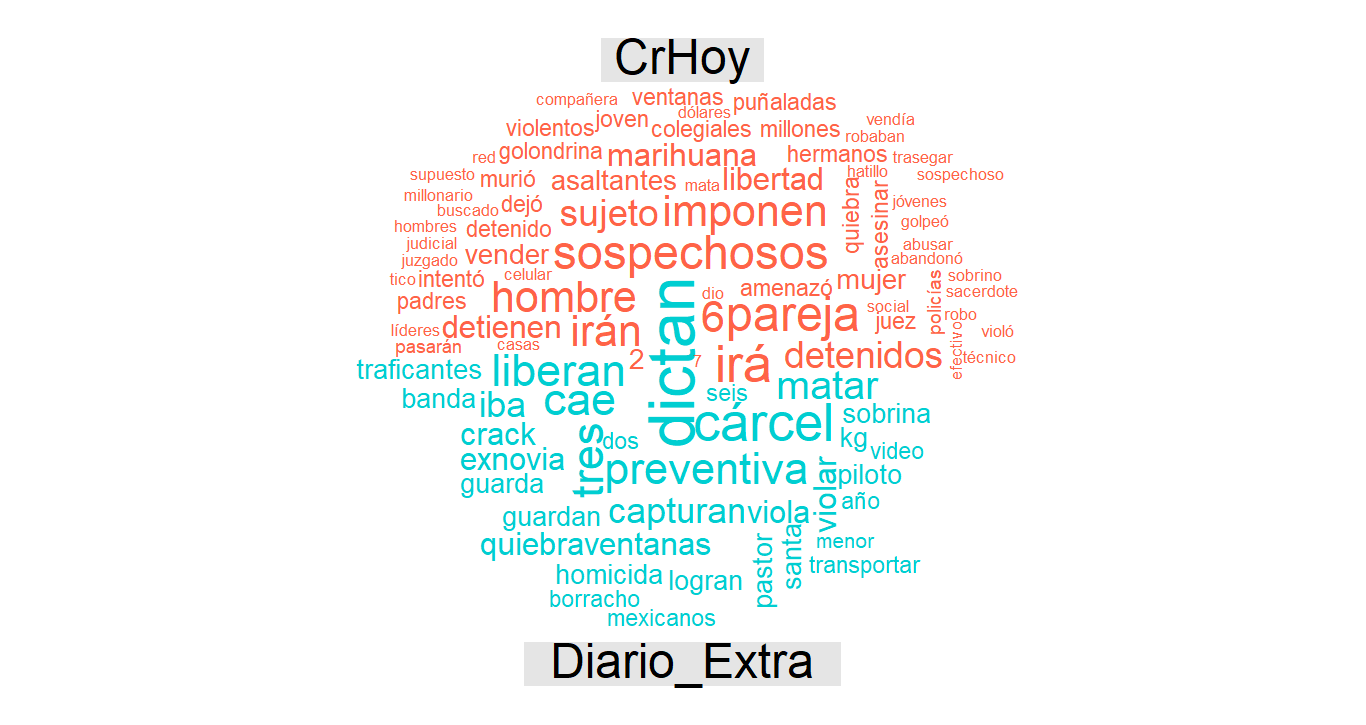 CrHoy
compañera ventanas puñaladas
dólares
violentos joven colegiales millones vendía
robaban
red golondrina marihuana hermanos trasegar
supuesto murió asaltantes mata libertad hatillo sospechoso
millonario dejó sujeto imponen quiebra asesinar jóvenes
buscado
hombres detenido golpeó
judicial vender sospechosos abusar
juzgado abandonó
tico intentó celular amenazó mujer sobrino
padres hombre dio policías sacerdote
líderes detienen irán 6 pareja social juez robo
violó
pasarán casas 2 7 irá detenidos efectivo técnico
traficantes liberan dictan matar
banda iba cae seis
crack dos cárcel sobrina
kg
exnovia tres video
guarda preventiva piloto
guardan capturan viola violar año
quiebraventanas menor
homicida logran pastor santa transportar
borracho
mexicanos
Diario_Extra